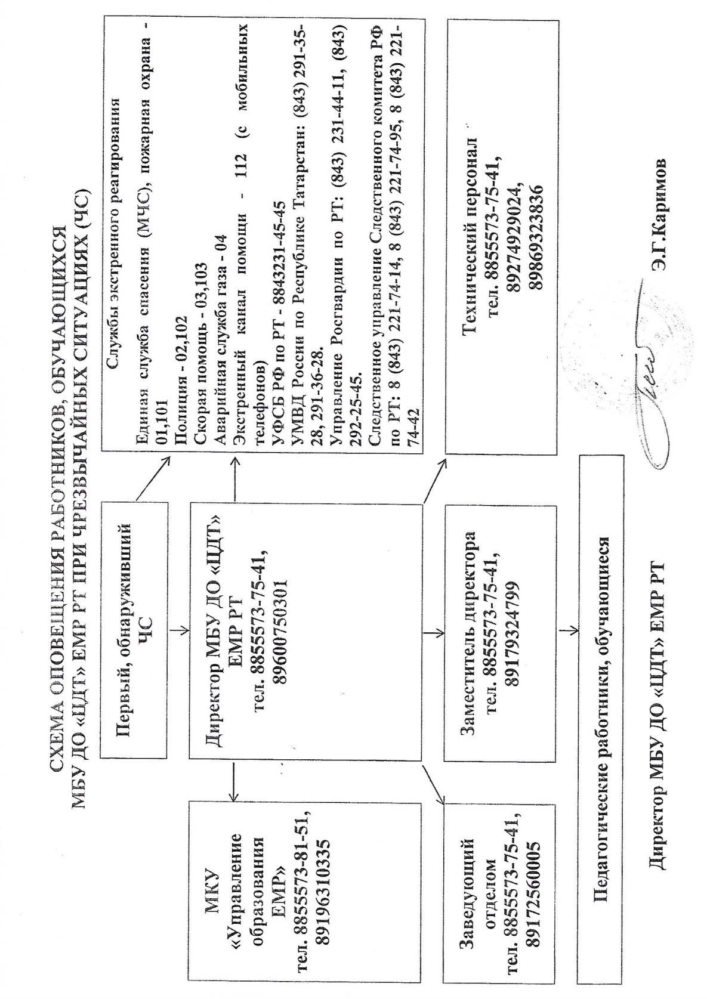 СХЕМА ОПОВЕЩЕНИЯ РАБОТНИКОВ, ОБУЧАЮЩИХСЯ
МБУ ДО «ЦДТ» ЕМР РТ ПРИ ЧРЕЗВЫЧАЙНЫХ СИТУАЦИЯХ (ЧС)
Первый, обнаруживший
ЧС
Службы экстренного реагирования
Единая служба спасения (МЧС), пожарная охрана -
01,101
Полиция - 02,102
Скорая помощь - 03,103
Аварийная служба газа - 04
Экстренный канал помощи - 112 (с мобильных
телефонов)
УФСБ РФ по РТ - 8843231-45-45
УМВД России по Республике Татарстан: (843) 291-35-
28, 291-36-28.
Управление Росгвардии по РТ: (843) 231-44-11, (843)
292-25-45.
Следственное управление Следственного комитета РФ
по РТ: 8 (843) 221-74-14, 8 (843) 221-74-95, 8 (843) 221-
74-42
МКУ
«Управление
образования
ЕМР»
тел. 8855573-81-51,
89196310335
Директор МБУ ДО «ЦДТ»
ЕМР РТ
тел. 8855573-75-41,
89600750301
Заведующий
отделом
тел. 8855573-75-41,
89172560005
Заместитель директора
тел. 8855573-75-41,
89179324799
Технический персонал
тел. 8855573-75-41,
89274929024,
89869323836
Педагогические работники, обучающиеся
Директор МБУ ДО «ЦДТ» ЕМР РТ Э.Г.Каримов